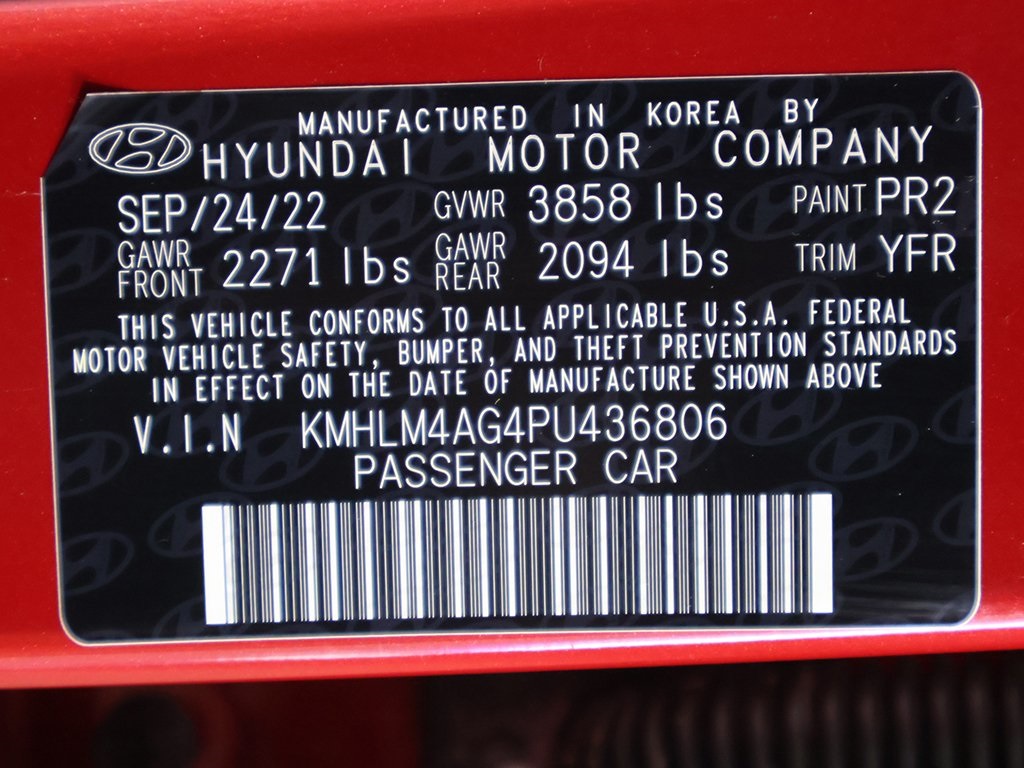 MANUFACTURED IN KOREA BY
HYUNDAI MOTOR COMPANY
SEP/24/22 GVWR 3858 lbs PAINT PR2
GAWR FRONT 2271 lbs GAWR REAR 2094 lbs TRIM YFR
THIS VEHICLE CONFORMS TO ALL APPLICABLE U.S.A. FEDERAL
MOTOR VEHICLE SAFETY, BUMPER, AND THEFT PREVENTION STANDARDS
IN EFFECT ON THE DATE OF MANUFACTURE SHOWN ABOVE
V.I.N KMHLM4AG4PU436806
PASSENGER CAR